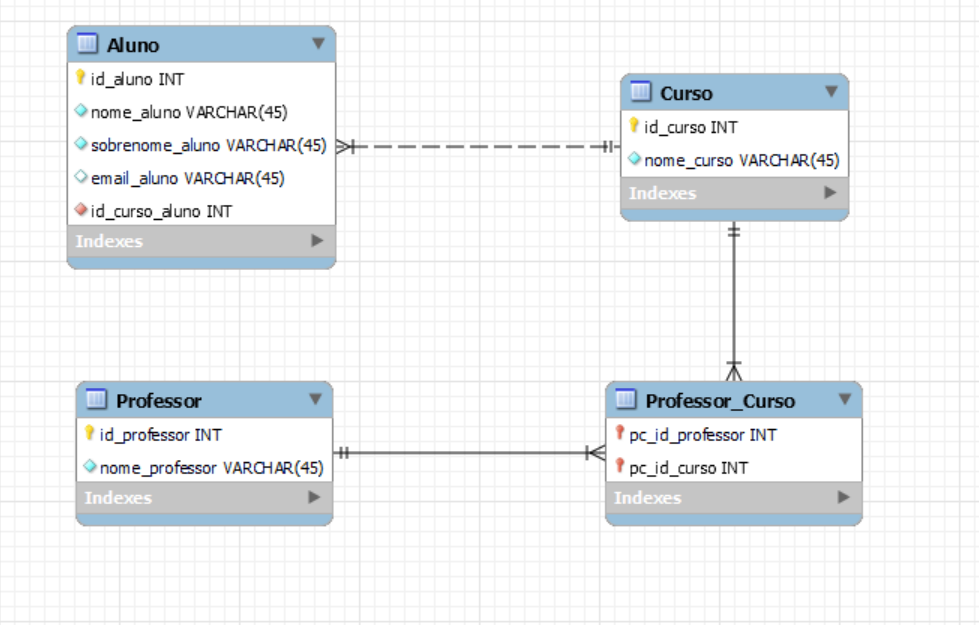 Aluno
id_aluno INT
nome_aluno VARCHAR(45)
sobrenome_aluno VARCHAR(45)
email_aluno VARCHAR(45)
id_curso_aluno INT
Indexes
Curso
id_curso INT
nome_curso VARCHAR(45)
Indexes
Professor
id_professor INT
nome_professor VARCHAR(45)
Indexes
Professor_Curso
pc_id_professor INT
pc_id_curso INT
Indexes